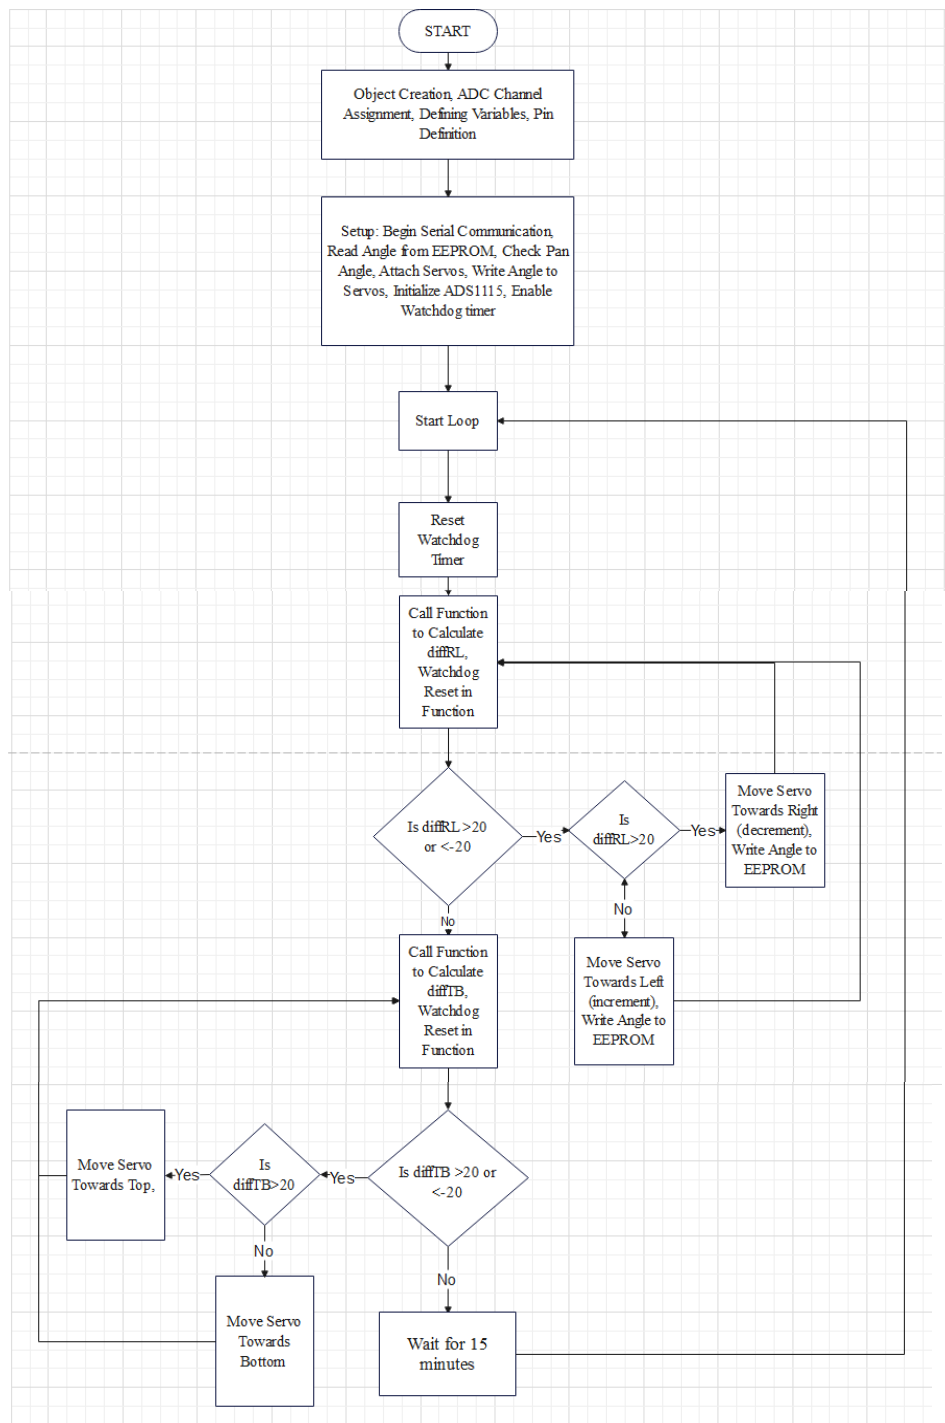 START
Object Creation, ADC Channel
Assignment, Defining Variables, Pin
Definition
Setup: Begin Serial Communication,
Read Angle from EEPROM, Check Pan
Angle, Attach Servos, Write Angle to
Servos, Initialize ADS1115, Enable
Watchdog timer
Start Loop
Reset
Watchdog
Timer
Call Function
to Calculate
diffRL,
Watchdog
Reset in
Function
Is diffRL >20
or <-20
Yes
Is
diffRL>20
Yes
Move Servo
Towards Right
(decrement),
Write Angle to
EEPROM
No
Move Servo
Towards Left
(increment),
Write Angle to
EEPROM
No
Call Function
to Calculate
diffTB,
Watchdog
Reset in
Function
Is diffTB >20 or
<-20
Yes
Is
diffTB>20
Yes
Move Servo
Towards Top,
No
Move Servo
Towards
Bottom
No
Wait for 15
minutes